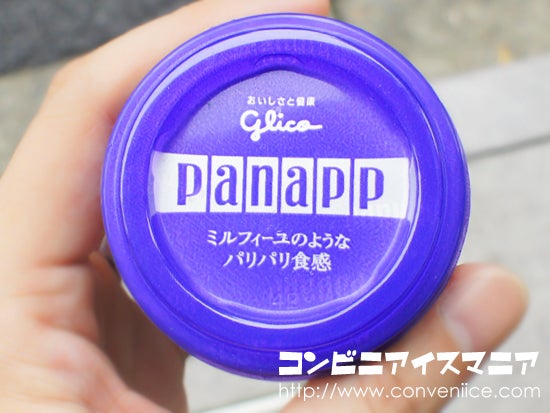 おいしさと健康
glico
panapp
ミルフィーユのような
パリパリ食感
コンビニアイスマニア
http://www.conveniice.com/